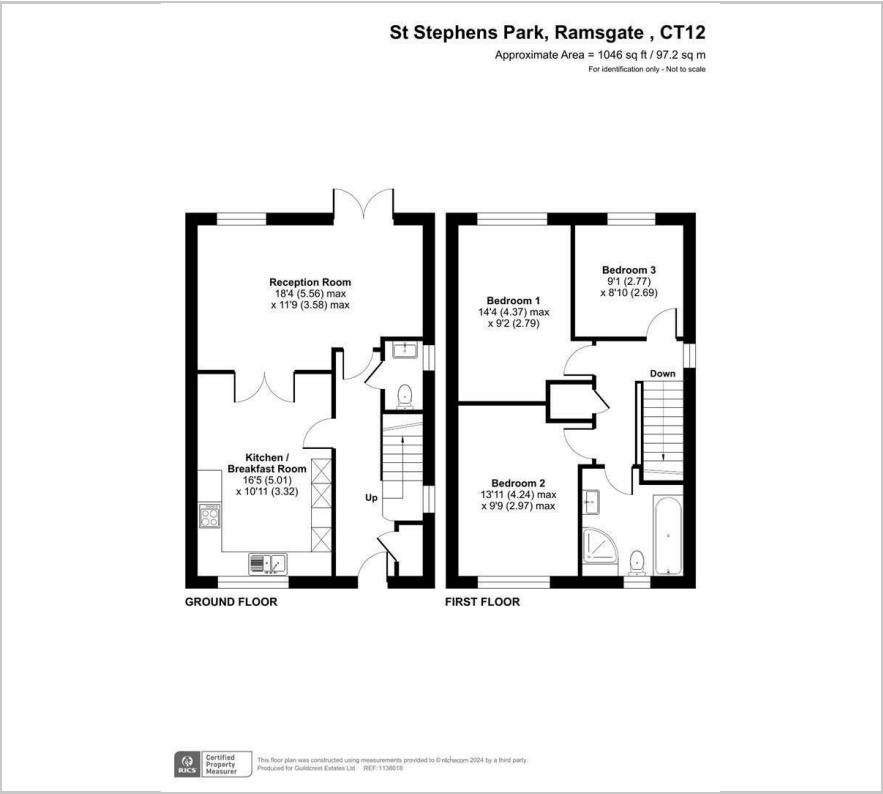 St Stephens Park, Ramsgate , CT12
Approximate Area = 1046 sq ft / 97.2 sq m
For identification only - Not to scale
Reception Room
18'4 (5.56) max
x 11'9 (3.58) max
Kitchen /
Breakfast Room
16'5 (5.01)
x 10'11 (3.32)
Up
GROUND FLOOR
Bedroom 1
14'4 (4.37) max
x 9'2 (2.79)
Bedroom 3
9'1 (2.77)
x 8'10 (2.69)
Down
Bedroom 2
13'11 (4.24) max
x 9'9 (2.97) max
FIRST FLOOR
RICS
Certified
Property
Measurer
This floor plan was constructed using measurements provided to © nichecom 2024 by a third party.
Produced for Guildcrest Estates Ltd REF: 1136018